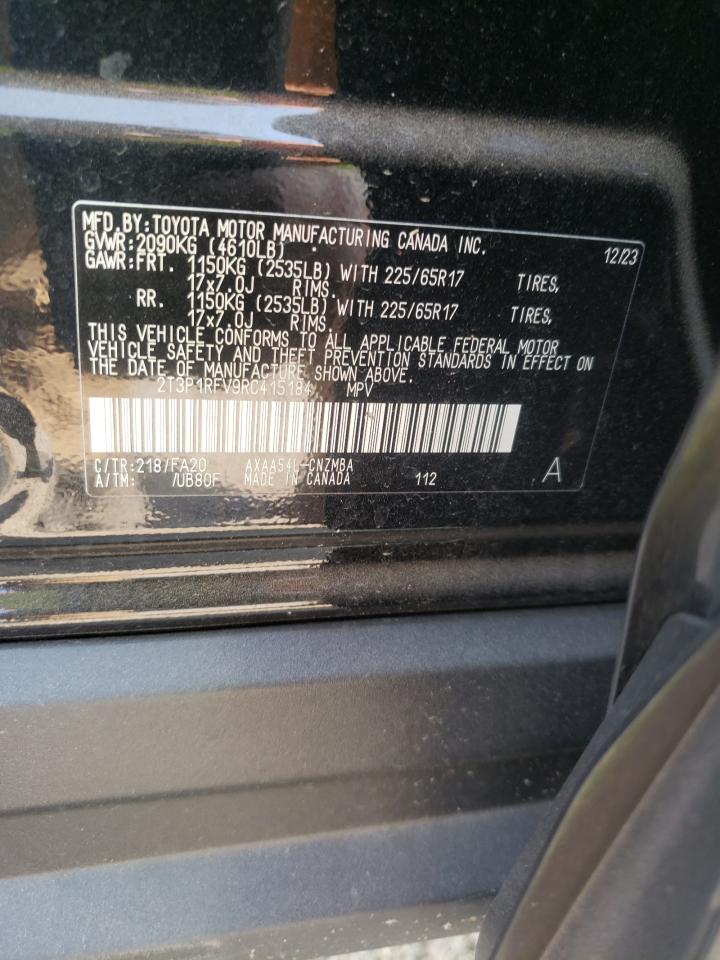 MFD.BY:TOYOTA MOTOR MANUFACTURING CANADA INC. 12/23
GVWR:2090KG (4610LB)
GAWR:FRT. 1150KG (2535LB) WITH 225/65R17 TIRES,
17x7.0J RIMS.
RR. 1150KG (2535LB) WITH 225/65R17 TIRES,
17x7.0J RIMS.
THIS VEHICLE CONFORMS TO ALL APPLICABLE FEDERAL MOTOR
VEHICLE SAFETY AND THEFT PREVENTION STANDARDS IN EFFECT ON
THE DATE OF MANUFACTURE SHOWN ABOVE.
2T3P1RFV9RC415184 MPV
C/TR:218/FA20 AXAA54L-CNZMBA
A/TM: /UB80F MADE IN CANADA 112 A